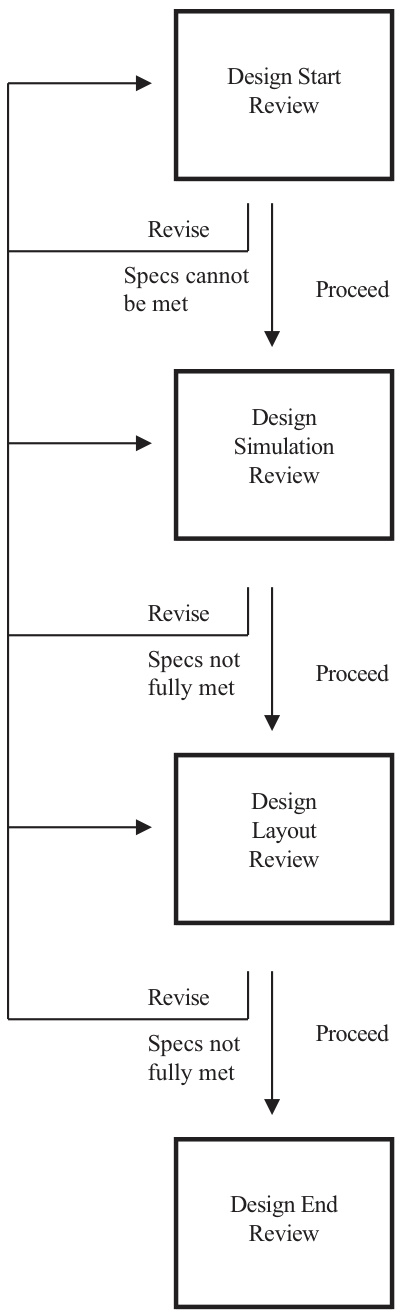 Design Start
Review
Revise
Specs cannot
be met
Proceed
Design
Simulation
Review
Revise
Specs not
fully met
Proceed
Design
Layout
Review
Revise
Specs not
fully met
Proceed
Design End
Review